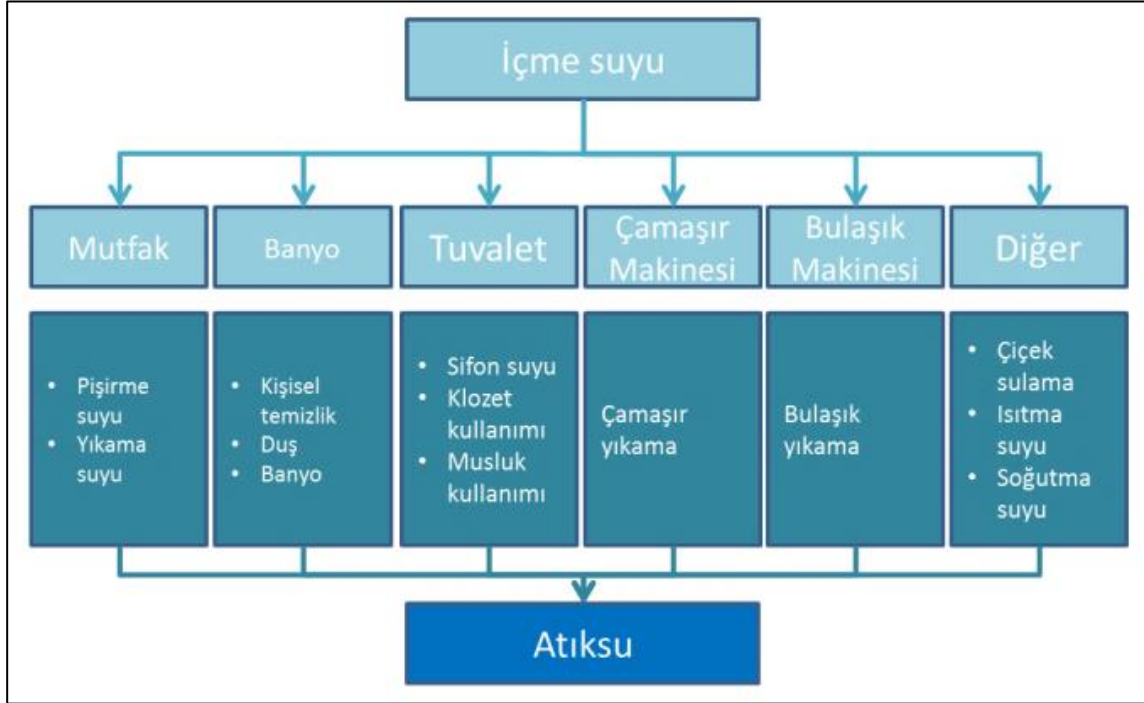 İçme suyu
Mutfak
Banyo
Tuvalet
Çamaşır
Makinesi
Bulaşık
Makinesi
Diğer
• Pişirme
suyu
• Yıkama
suyu
• Kişisel
temizlik
• Duş
• Banyo
• Sifon suyu
• Klozet
kullanımı
• Musluk
kullanımı
Çamaşır
yıkama
Bulaşık
yıkama
• Çiçek
sulama
• Isıtma
suyu
• Soğutma
suyu
Atıksu